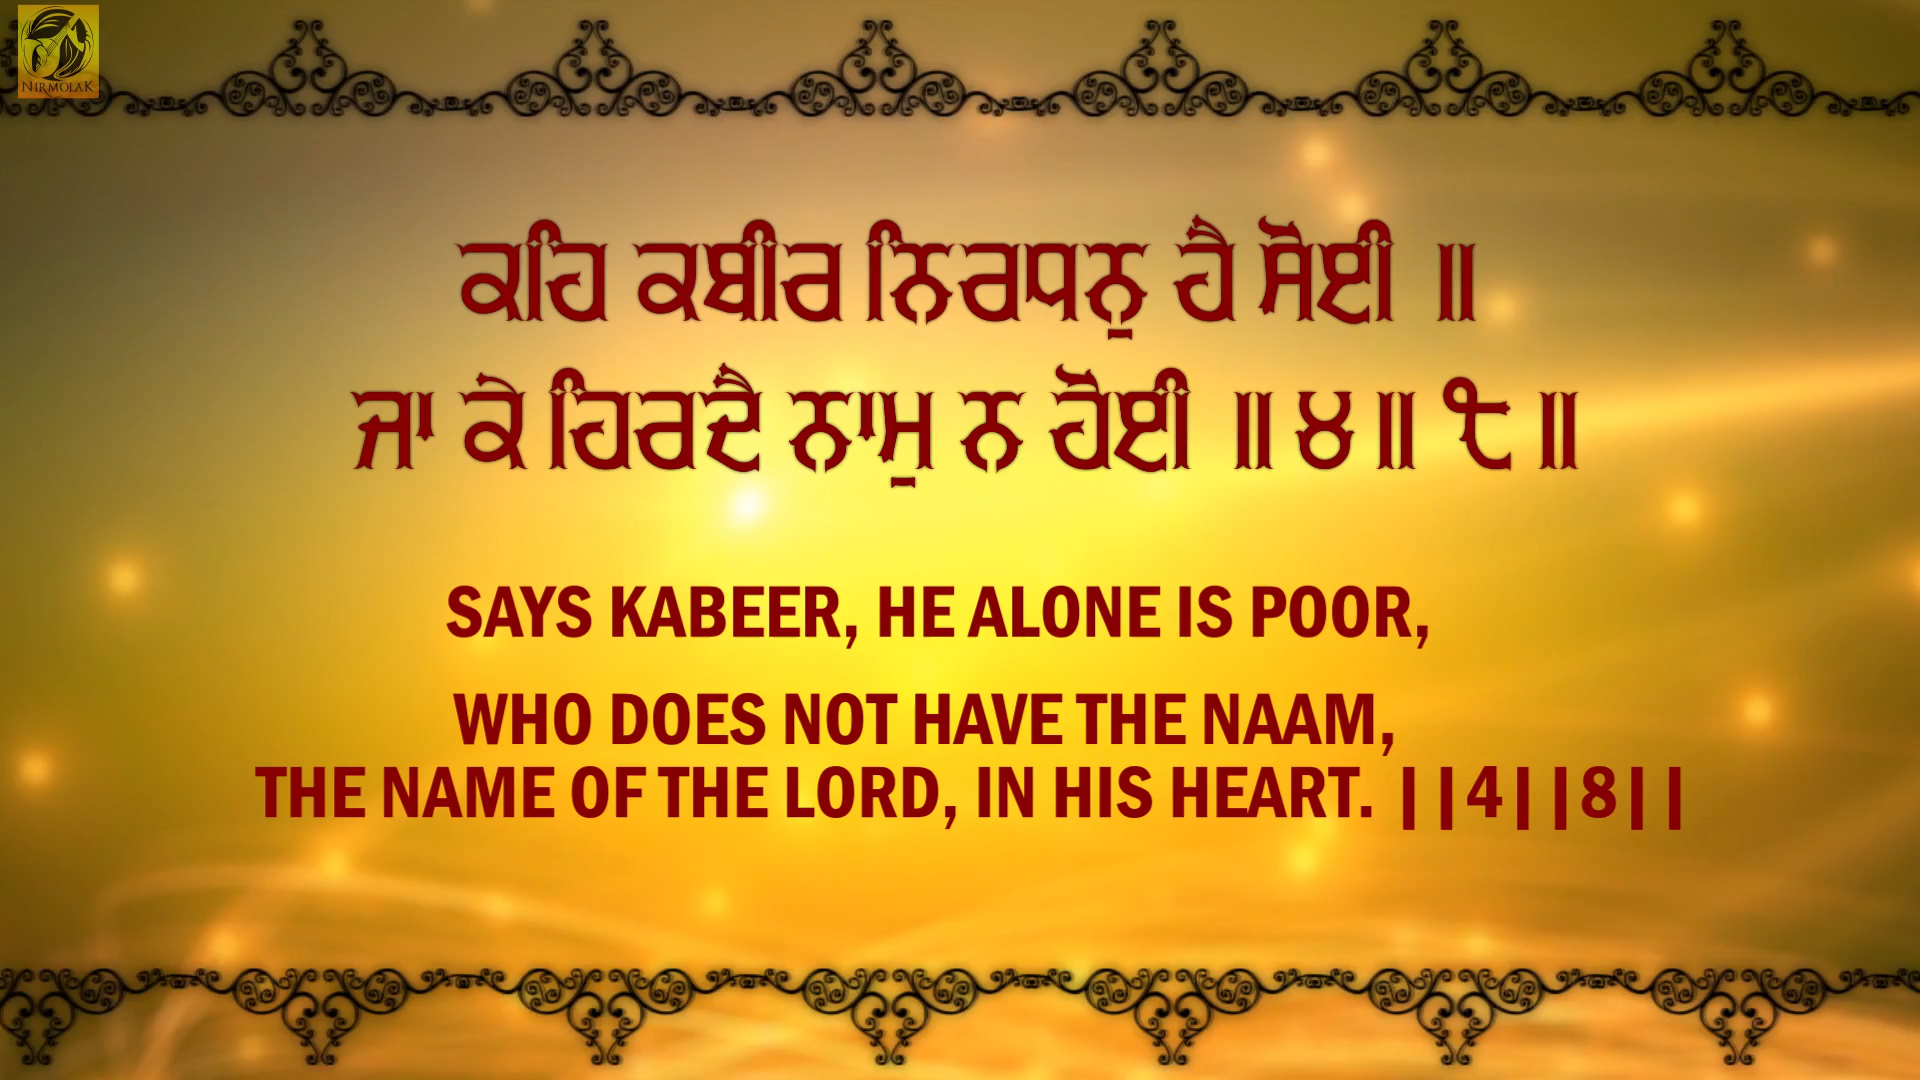 NIRMOLAK
ਕਹਿ ਕਬੀਰ ਨਿਰਧਨੁ ਹੈ ਸੋਈ ॥
ਜਾ ਕੇ ਹਿਰਦੈ ਨਾਮੁ ਨ ਹੋਈ ॥੪॥੮॥
SAYS KABEER, HE ALONE IS POOR,
WHO DOES NOT HAVE THE NAAM,
THE NAME OF THE LORD, IN HIS HEART. ||4||8||